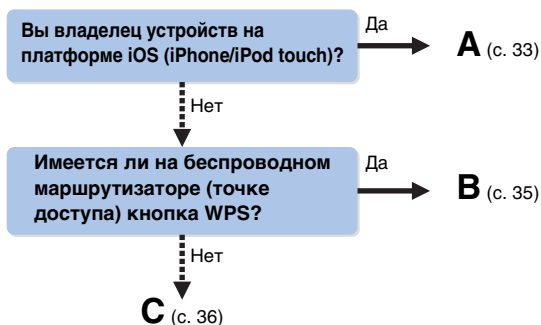 Вы владелец устройств на
платформе iOS (iPhone/iPod touch)?
Да
A (с. 33)
Нет
Имеется ли на беспроводном
маршрутизаторе (точке
доступа) кнопка WPS?
Да
B (с. 35)
Нет
C (с. 36)